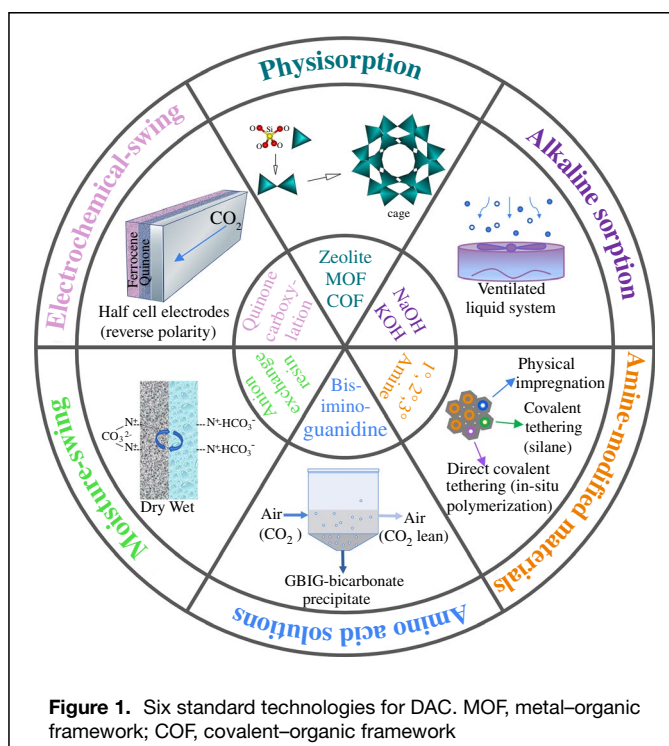 Physisorption
Electrochemical-swing
Alkaline sorption
Moisture-swing
Amino acid solutions
Amine-modified materials
O
Si
O
O
O
cage
CO2
Ferrocene
Quinone
Half cell electrodes
(reverse polarity)
Ventilated
liquid system
Zeolite
MOF
COF
Quinone
carboxy-
lation
NaOH
KOH
Anion
exchange
resin
Bis-
imino-
guanidine
1°, 2°,3°
Amine
N+
CO3 2-
N+
N+·HCO3−
N+·HCO3−
Dry Wet
Air
(CO2 )
Air
(CO2 lean)
GBIG-bicarbonate
precipitate
Physical
impregnation
Covalent
tethering
(silane)
Direct covalent
tethering (in-situ
polymerization)
Figure 1. Six standard technologies for DAC. MOF, metal–organic
framework; COF, covalent–organic framework